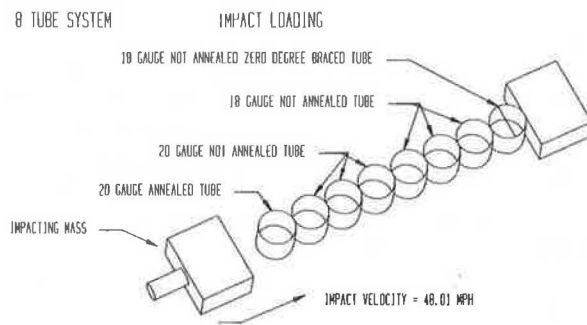 8 TUBE SYSTEM IMPACT LOADING
18 GAUGE NOT ANNEALED ZERO DEGREE BRACED TUBE
18 GAUGE NOT ANNEALED TUBE
20 GAUGE NOT ANNEALED TUBE
20 GAUGE ANNEALED TUBE
IMPACTING MASS
IMPACT VELOCITY = 48.01 MPH